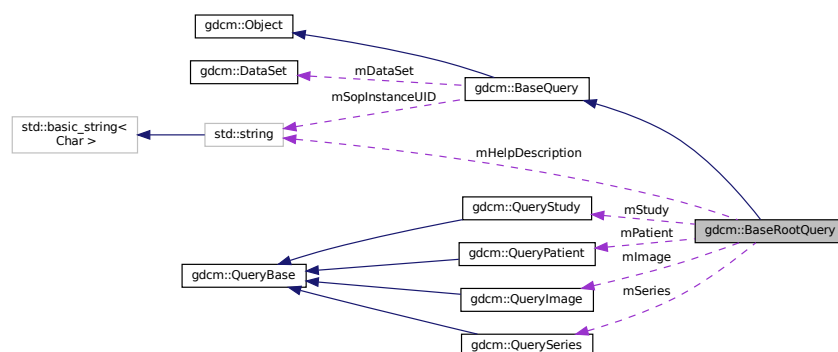 gdcm::Object
gdcm::DataSet
mDataSet
gdcm::BaseQuery
mSopInstanceUID
std::basic_string<
Char >
std::string
mHelpDescription
gdcm::QueryStudy
mStudy
gdcm::BaseRootQuery
mPatient
gdcm::QueryPatient
mImage
gdcm::QueryBase
mSeries
gdcm::QueryImage
gdcm::QuerySeries